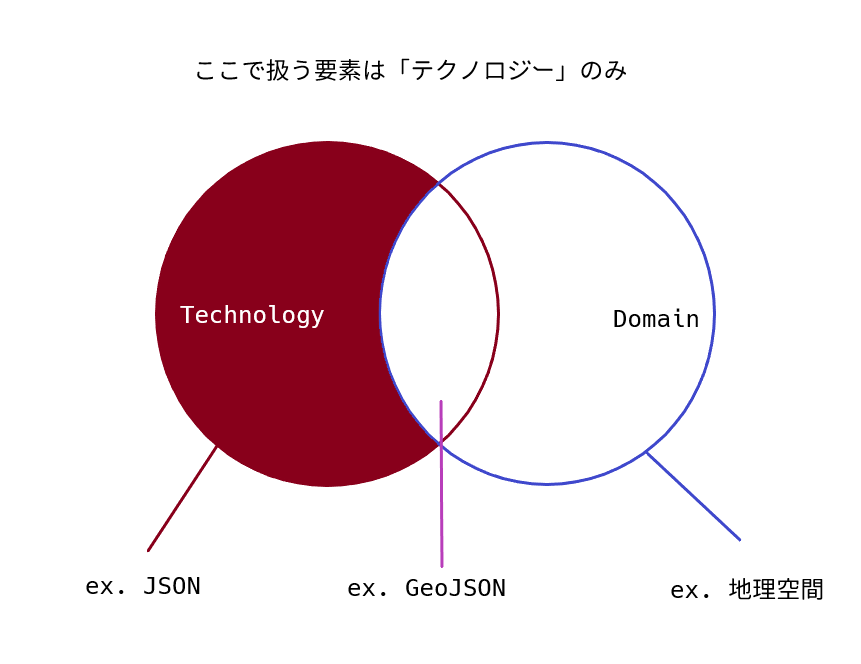 ここで扱う要素は「テクノロジー」のみ
Technology
Domain
ex. JSON
ex. GeoJSON
ex. 地理空間